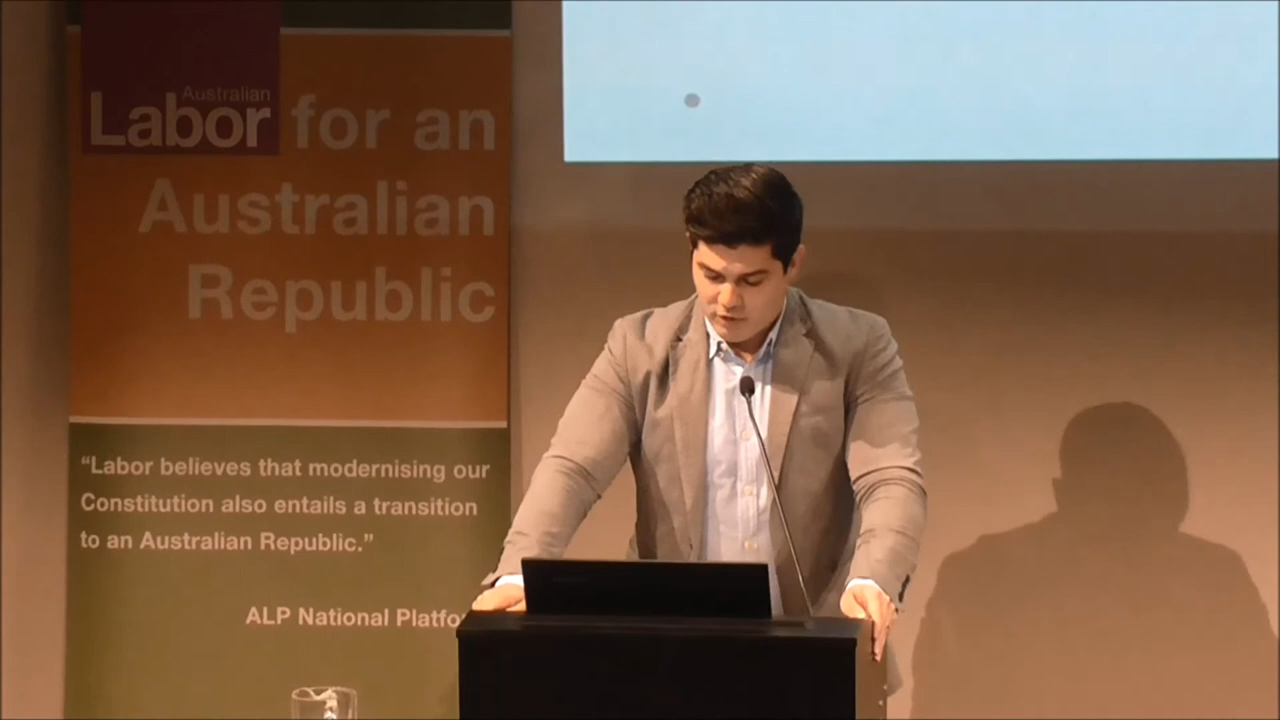 Australian
Labor for an
Australian
Republic
“Labor believes that modernising our
Constitution also entails a transition
to an Australian Republic.”
ALP National Platfo